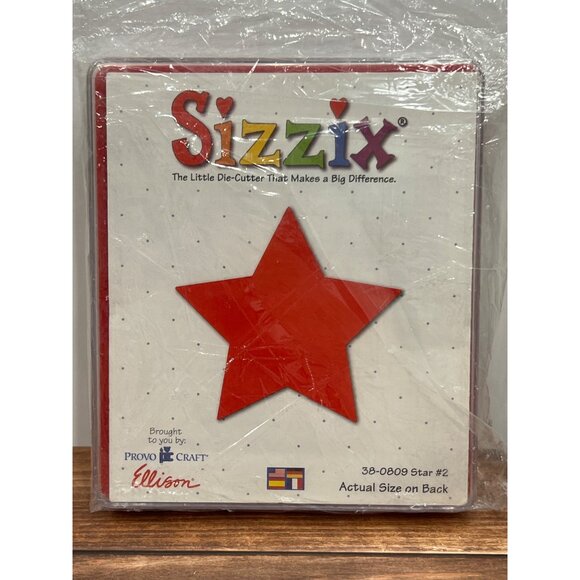 Sizzix®
The Little Die-Cutter That Makes a Big Difference.
Brought
to you by:
PROVO CRAFT®
Ellison
38-0809 Star #2
Actual Size on Back